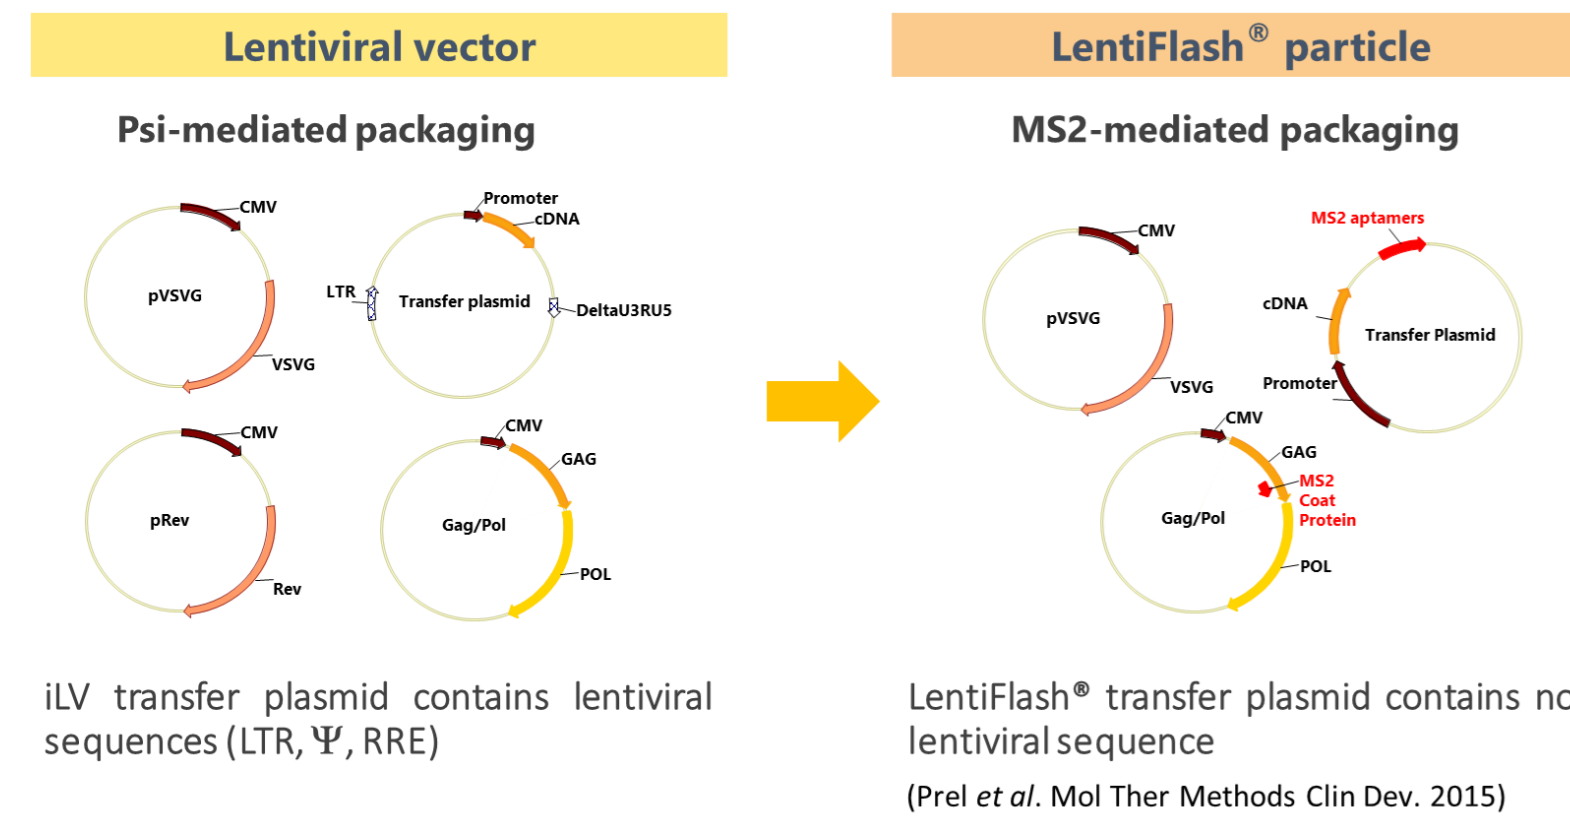 Lentiviral vector
LentiFlash® particle
Psi-mediated packaging
MS2-mediated packaging
CMV
pVSVG
VSVG
Promoter
cDNA
LTR
Transfer plasmid
DeltaU3RU5
CMV
pRev
Rev
CMV
GAG
Gag/Pol
POL
CMV
pVSVG
VSVG
MS2 aptamers
cDNA
Transfer Plasmid
Promoter
CMV
GAG
MS2
Coat
Protein
Gag/Pol
POL
iLV transfer plasmid contains lentiviral
sequences (LTR, Ψ, RRE)
LentiFlash® transfer plasmid contains no
lentiviral sequence
(Prel et al. Mol Ther Methods Clin Dev. 2015)